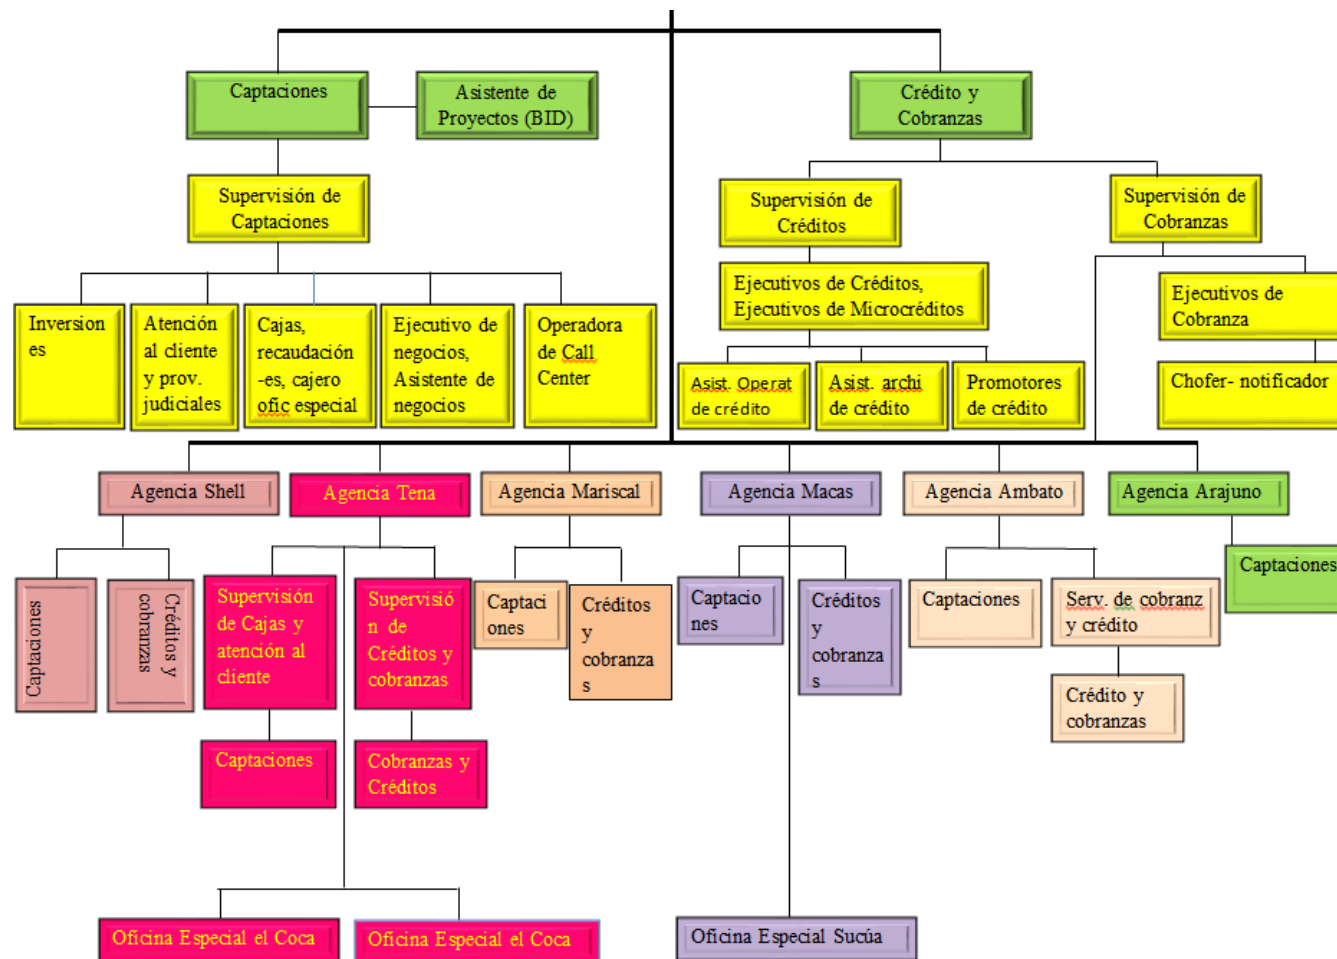 Captaciones
Asistente de
Proyectos (BID)
Crédito y
Cobranzas
Supervisión de
Captaciones
Supervisión de
Créditos
Supervisión de
Cobranzas
Inversion
es
Atención
al cliente
y prov.
judiciales
Cajas,
recaudación
-es, cajero
ofic especial
Ejecutivo de
negocios,
Asistente de
negocios
Operadora
de Call
Center
Ejecutivos de Créditos,
Ejecutivos de Microcréditos
Ejecutivos de
Cobranza
Asist. Operat
de crédito
Asist. archi
de crédito
Promotores
de crédito
Chofer- notificador
Agencia Shell
Agencia Tena
Agencia Mariscal
Agencia Macas
Agencia Ambato
Agencia Arajuno
Captaciones
Créditos y
cobranzas
Supervisión
de Cajas y
atención al
cliente
Supervisió
n de
Créditos y
cobranzas
Captaci
ones
Créditos
y
cobranza
s
Captacio
nes
Créditos
y
cobranza
s
Captaciones
Serv. de cobranz
y crédito
Captaciones
Crédito y
cobranzas
Captaciones
Cobranzas y
Créditos
Oficina Especial el Coca
Oficina Especial el Coca
Oficina Especial Sucúa